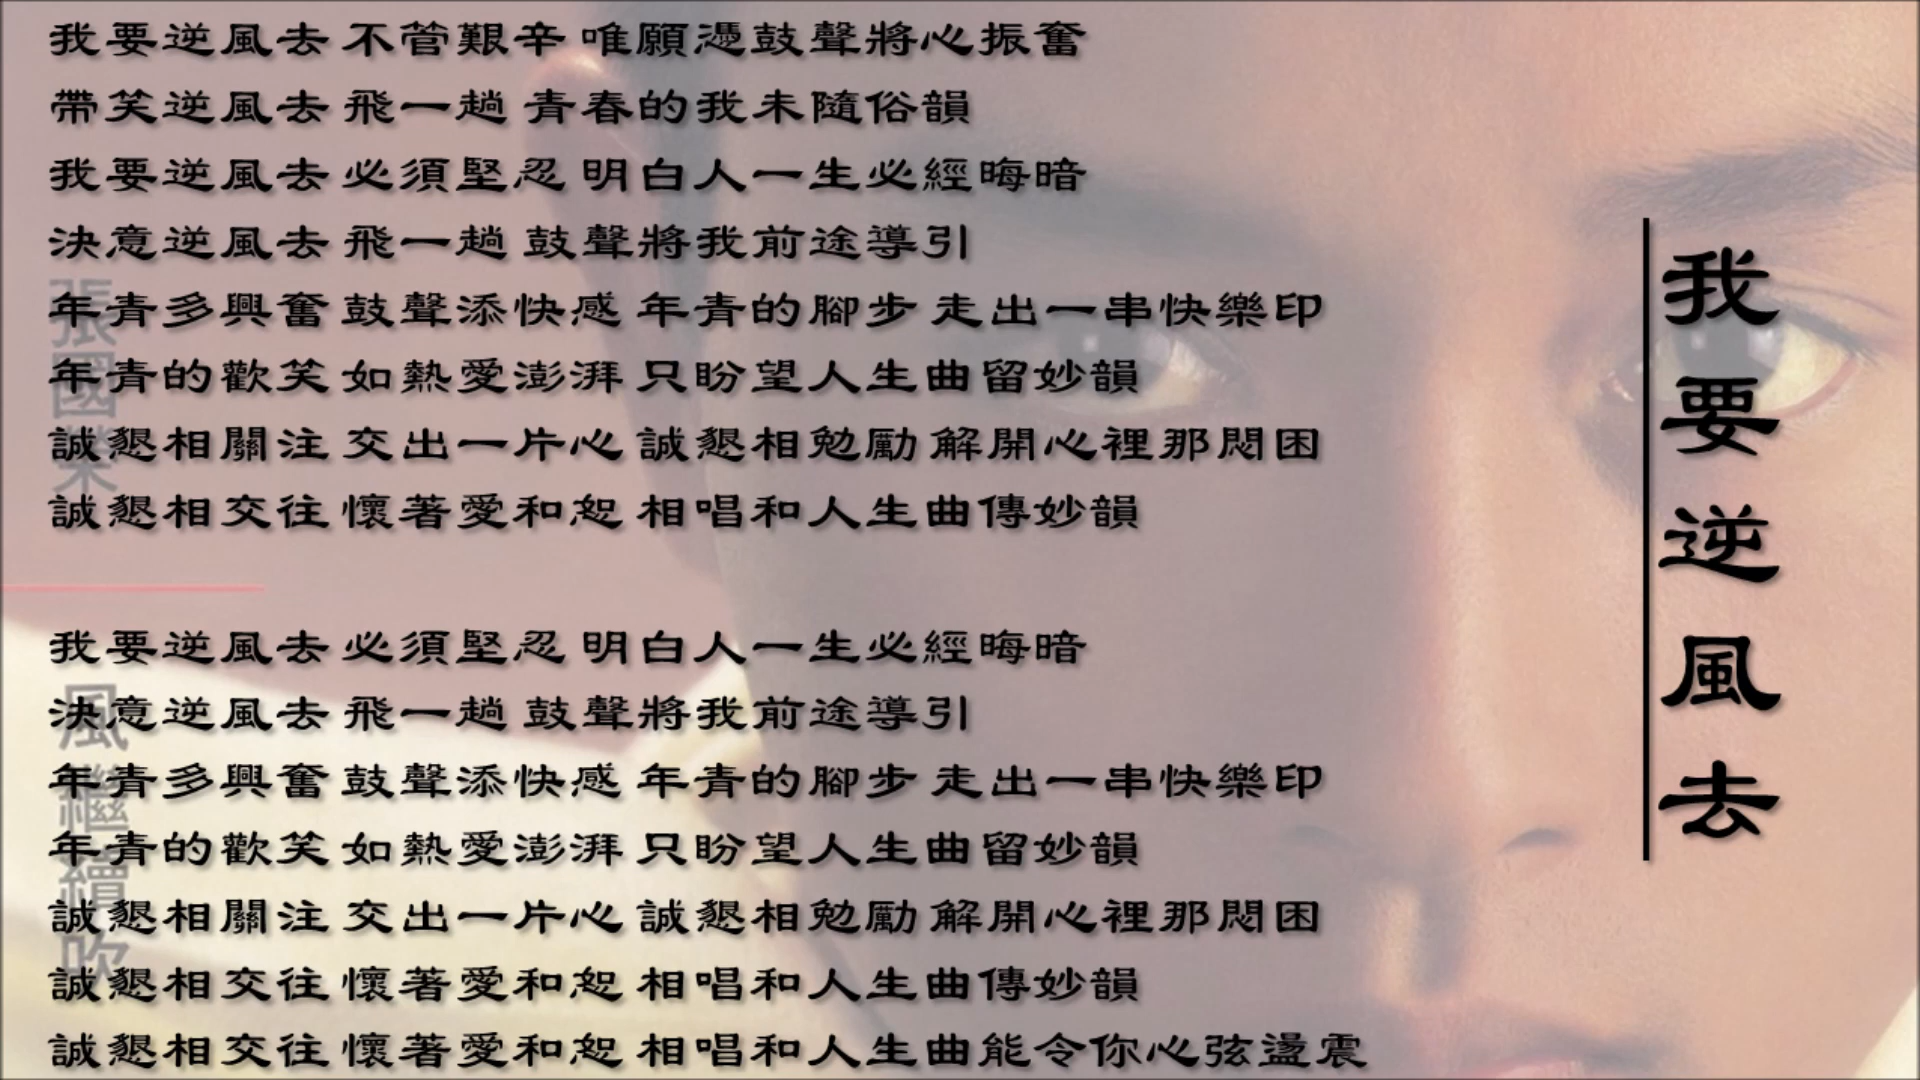 我要逆風去 不管艱辛 唯願憑鼓聲將心振奮
帶笑逆風去 飛一趟 青春的我未隨俗韻
我要逆風去 必須堅忍 明白人一生必經晦暗
決意逆風去 飛一趟 鼓聲將我前途導引
年青多興奮 鼓聲添快感 年青的腳步 走出一串快樂印
年青的歡笑 如熱愛澎湃 只盼望人生曲留妙韻
誠懇相關注 交出一片心 誠懇相勉勵 解開心裡那悶困
誠懇相交往 懷著愛和恕 相唱和人生曲傳妙韻
我要逆風去 必須堅忍 明白人一生必經晦暗
決意逆風去 飛一趟 鼓聲將我前途導引
年青多興奮 鼓聲添快感 年青的腳步 走出一串快樂印
年青的歡笑 如熱愛澎湃 只盼望人生曲留妙韻
誠懇相關注 交出一片心 誠懇相勉勵 解開心裡那悶困
誠懇相交往 懷著愛和恕 相唱和人生曲傳妙韻
誠懇相交往 懷著愛和恕 相唱和人生曲能令你心弦盪震
我要逆風去
張國榮
風繼續吹